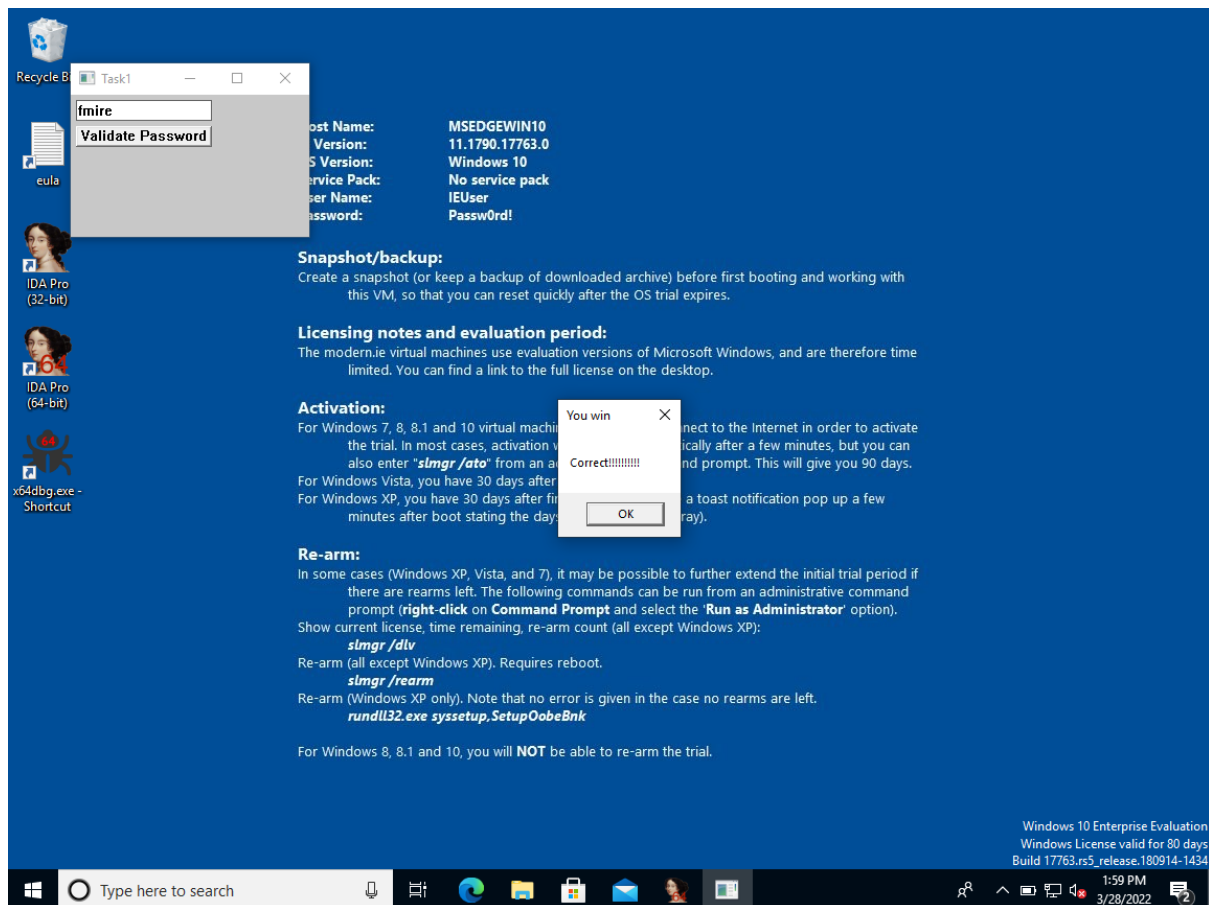 Recycle B
Task1
fmire
Validate Password
eula
IDA Pro
(32-bit)
64
IDA Pro
(64-bit)
64
x64dbg.exe -
Shortcut
ost Name: MSEDGEWIN10
Version: 11.1790.17763.0
S Version: Windows 10
ervice Pack: No service pack
ser Name: IEUser
assword: Passw0rd!
Snapshot/backup:
Create a snapshot (or keep a backup of downloaded archive) before first booting and working with
this VM, so that you can reset quickly after the OS trial expires.
Licensing notes and evaluation period:
The modern.ie virtual machines use evaluation versions of Microsoft Windows, and are therefore time
limited. You can find a link to the full license on the desktop.
Activation:
For Windows 7, 8, 8.1 and 10 virtual machi nect to the Internet in order to activate
the trial. In most cases, activation ically after a few minutes, but you can
also enter "slmgr /ato" from an a nd prompt. This will give you 90 days.
For Windows Vista, you have 30 days after
For Windows XP, you have 30 days after fir a toast notification pop up a few
minutes after boot stating the day ray).
You win
Correct!!!!!!!!!!
OK
Re-arm:
In some cases (Windows XP, Vista, and 7), it may be possible to further extend the initial trial period if
there are rearms left. The following commands can be run from an administrative command
prompt (right-click on Command Prompt and select the 'Run as Administrator' option).
Show current license, time remaining, re-arm count (all except Windows XP):
slmgr /dlv
Re-arm (all except Windows XP). Requires reboot.
slmgr /rearm
Re-arm (Windows XP only). Note that no error is given in the case no rearms are left.
rundll32.exe syssetup,SetupOobeBnk
For Windows 8, 8.1 and 10, you will NOT be able to re-arm the trial.
Windows 10 Enterprise Evaluation
Windows License valid for 80 days
Build 17763.rs5_release.180914-1434
Type here to search
1:59 PM
3/28/2022
2